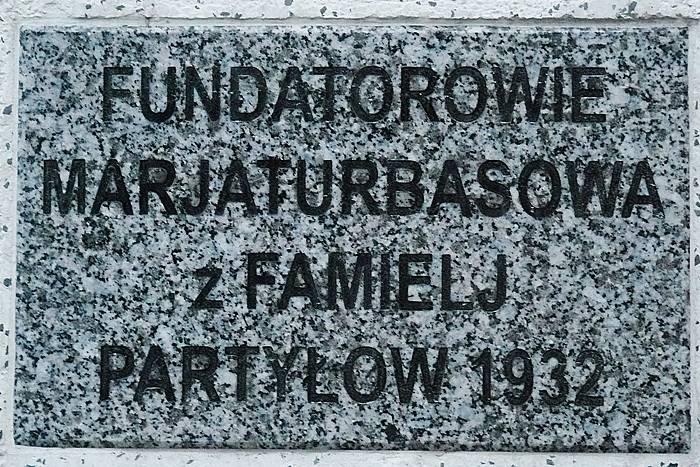 FUNDATOROWIE
MARJATURBASOWA
z FAMIELJ
PARTYŁOW 1932